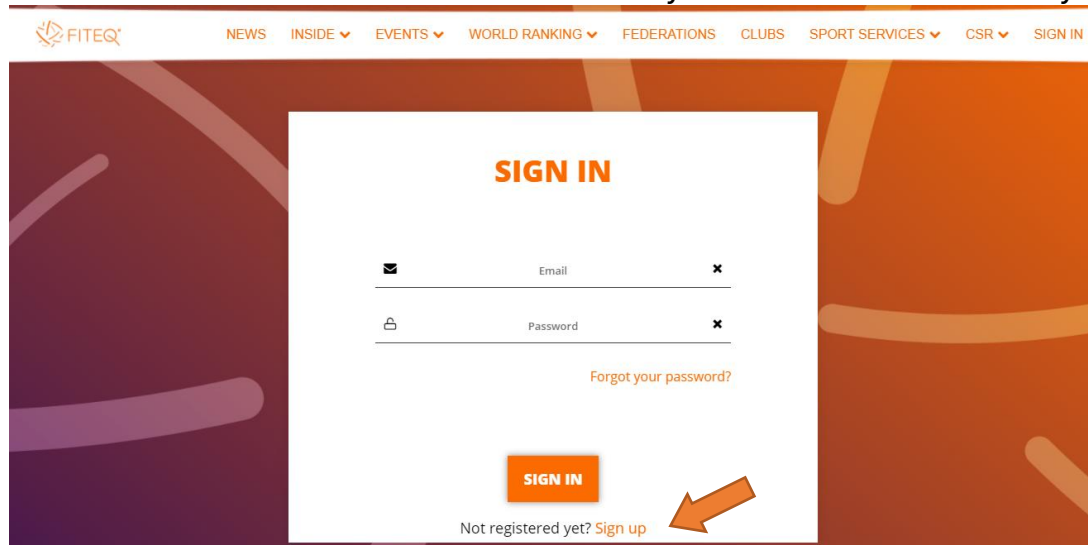 FITEQ NEWS INSIDE EVENTS WORLD RANKING FEDERATIONS CLUBS SPORT SERVICES CSR SIGN IN
SIGN IN
Email
Password
Forgot your password?
SIGN IN
Not registered yet? Sign up